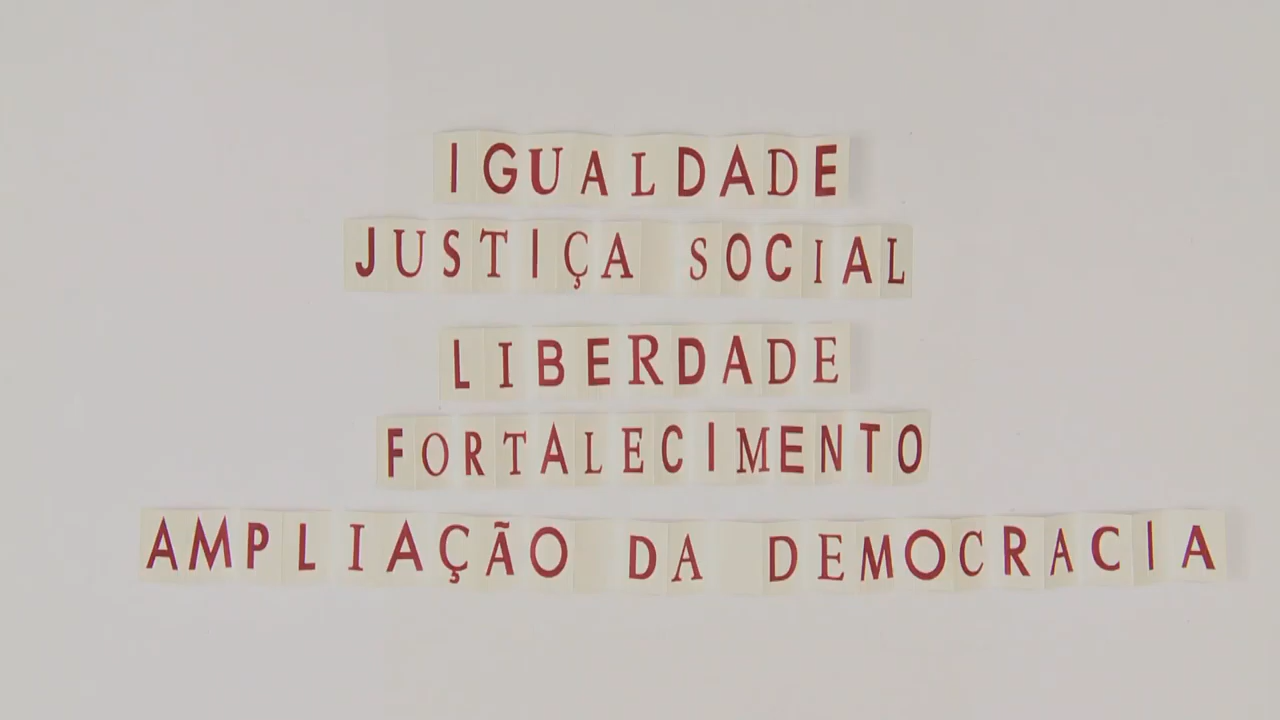 IGUALDADE
JUSTIÇA SOCIAL
LIBERDADE
FORTALECIMENTO
AMPLIAÇÃO DA DEMOCRACIA